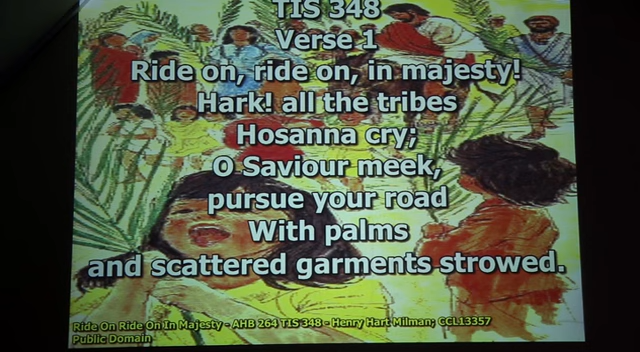 TIS 348
Verse 1
Ride on, ride on, in majesty!
Hark! all the tribes
Hosanna cry;
O Saviour meek,
pursue your road
With palms
and scattered garments strowed.
Ride On Ride On In Majesty - AHB 264 TIS 348 - Henry Hart Milman; CCL13357
Public Domain